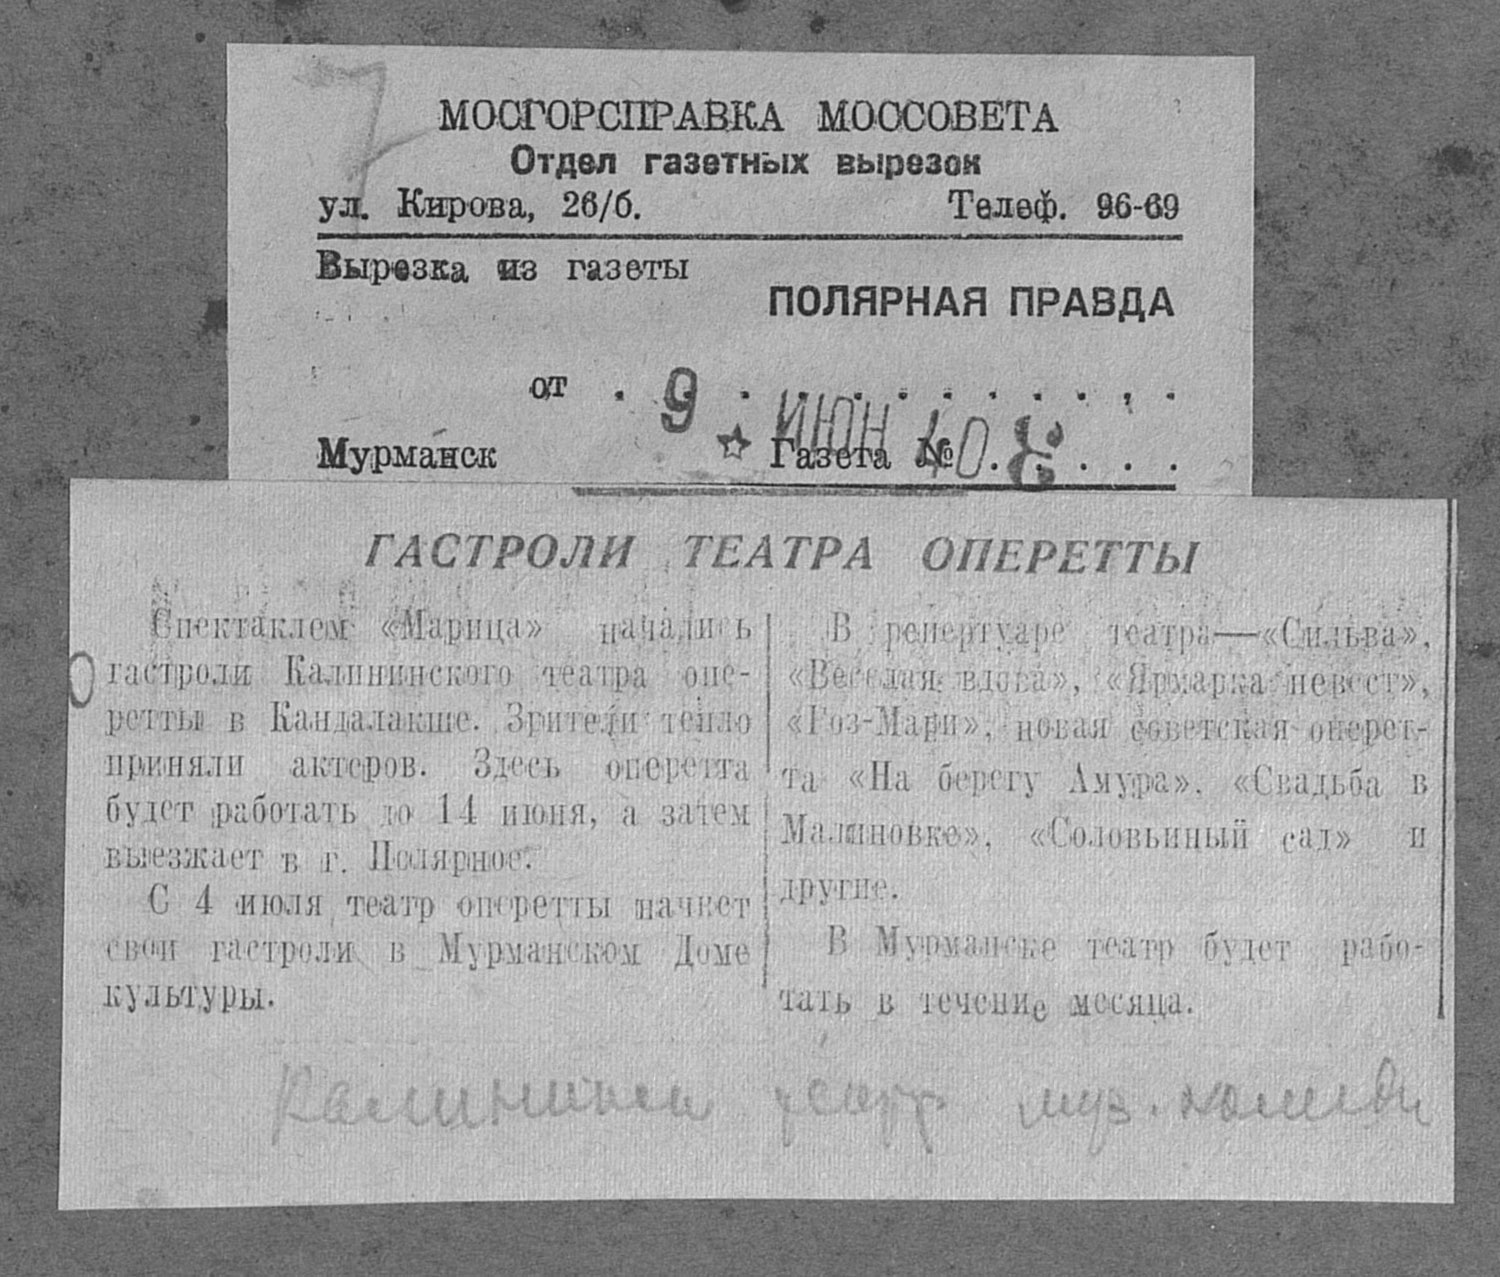 7
МОСГОРСПРАВКА МОССОВЕТА
Отдел газетных вырезок
ул. Кирова, 26/б. Телеф. 96-69
Вырезка из газеты
ПОЛЯРНАЯ ПРАВДА
от . 9 . . . . . . . . . .
ИЮН 40
Мурманск Газета № . . . . .
ГАСТРОЛИ ТЕАТРА ОПЕРЕТТЫ
Спектаклем «Марица» начались
гастроли Калининского театра опе-
ретты в Кандалакше. Зрители тепло
приняли актеров. Здесь оперетта
будет работать до 14 июня, а затем
выезжает в г. Полярное.
С 4 июля театр оперетты начнет
свои гастроли в Мурманском Доме
культуры.
В репертуаре театра—«Сильва»,
«Веселая вдова», «Ярмарка невест»,
«Роз-Мари», новая советская оперет-
та «На берегу Амура», «Свадьба в
Малиновке», «Соловьиный сад» и
другие.
В Мурманске театр будет рабо-
тать в течение месяца.
театр муз. комеди